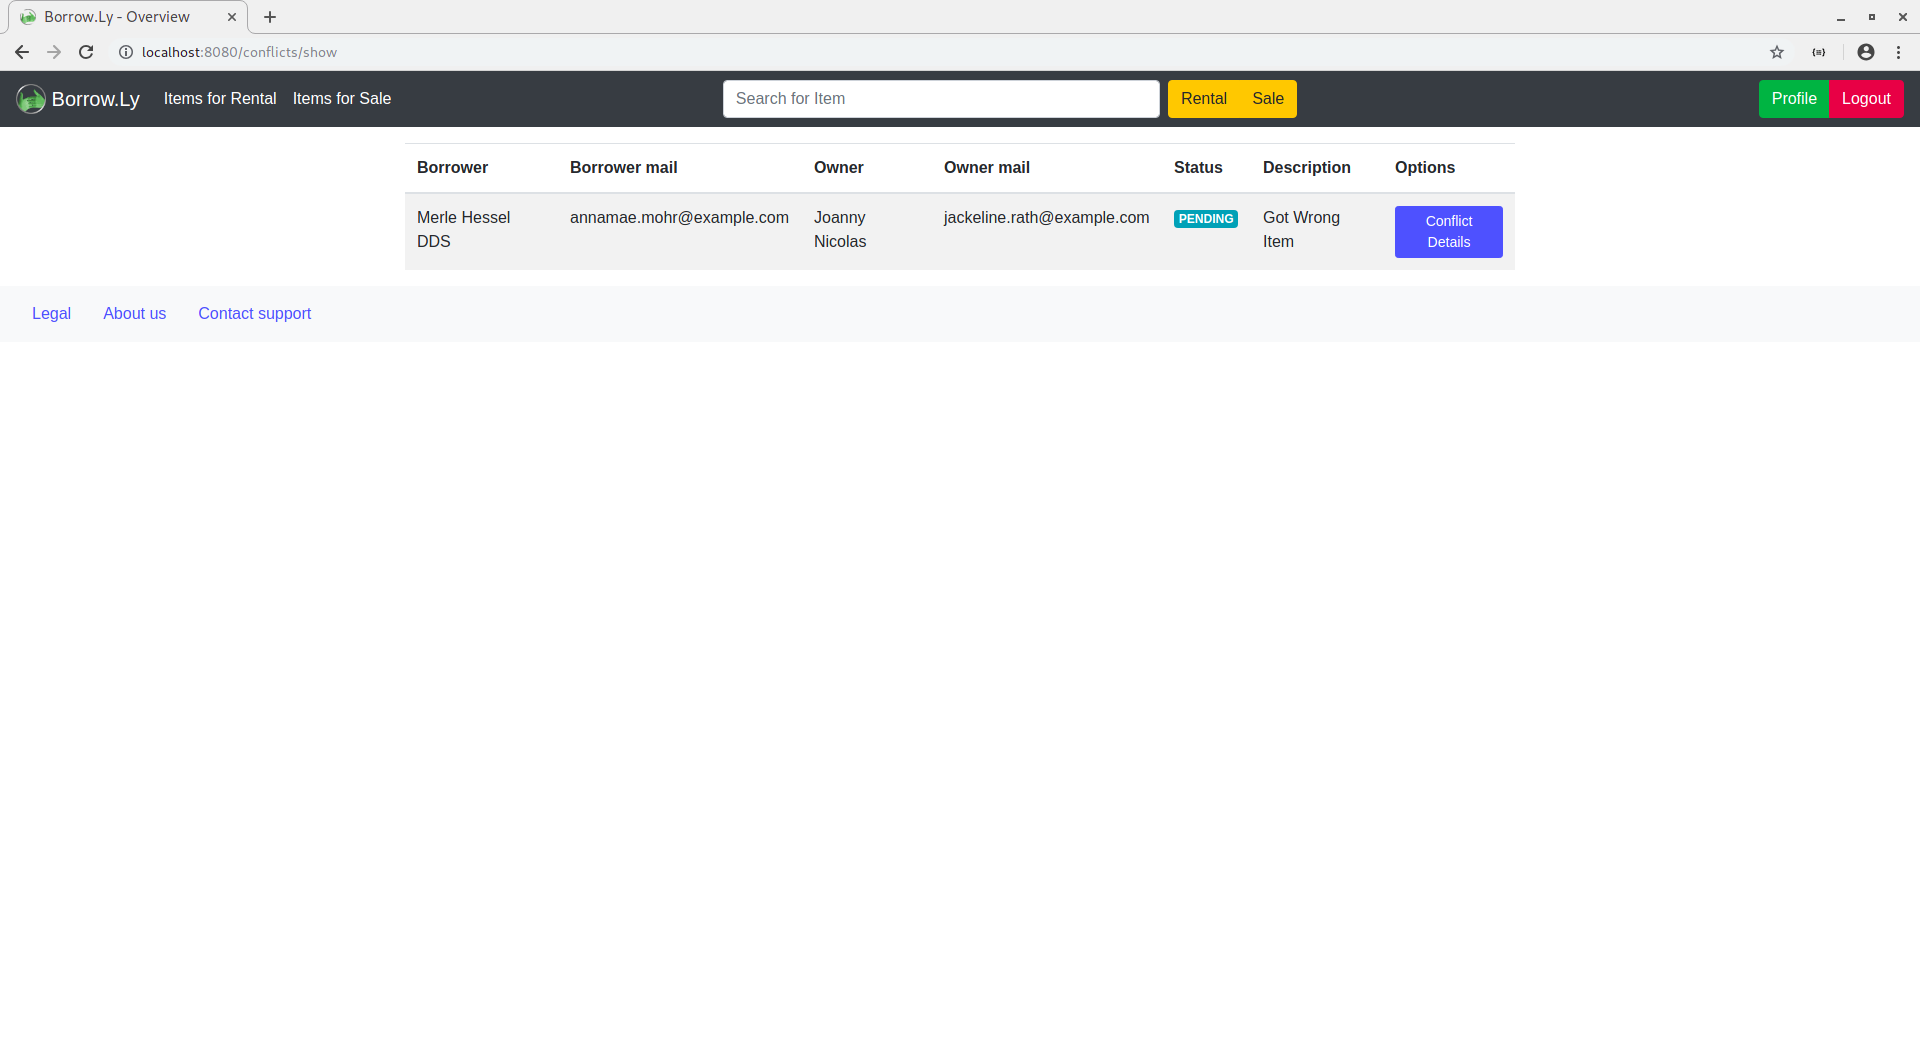 Borrow.Ly - Overview
localhost:8080/conflicts/show
Borrow.Ly Items for Rental Items for Sale Search for Item Rental Sale Profile Logout
Borrower Borrower mail Owner Owner mail Status Description Options
Merle Hessel annamae.mohr@example.com Joanny jackeline.rath@example.com PENDING Got Wrong Conflict
DDS Nicolas Item Details
Legal About us Contact support